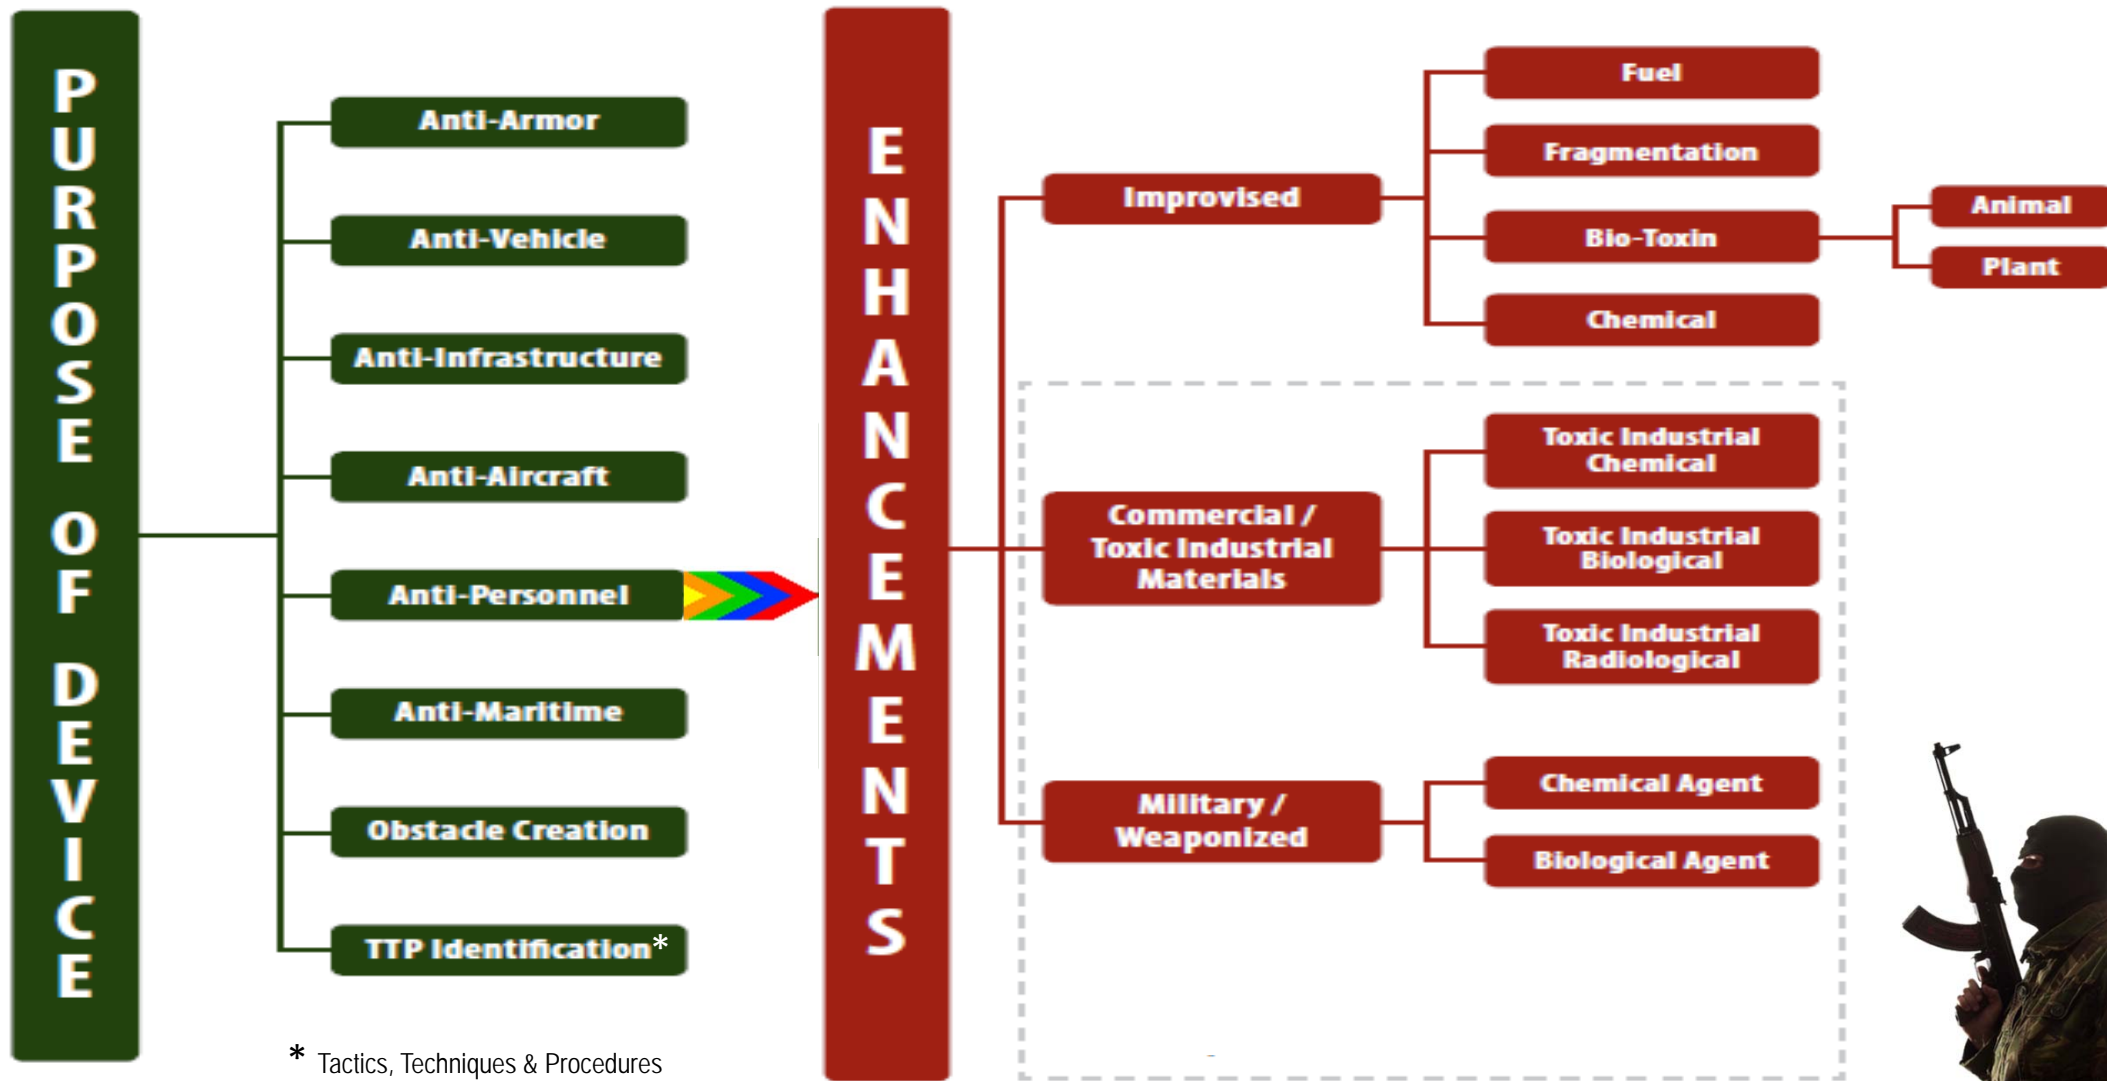 PURPOSE OF DEVICE
Anti-Armor
Anti-Vehicle
Anti-Infrastructure
Anti-Aircraft
Anti-Personnel
Anti-Maritime
Obstacle Creation
TTP Identification*
* Tactics, Techniques & Procedures
ENHANCEMENTS
Improvised
Fuel
Fragmentation
Bio-Toxin
Animal
Plant
Chemical
Commercial /
Toxic Industrial
Materials
Toxic Industrial
Chemical
Toxic Industrial
Biological
Toxic Industrial
Radiological
Military /
Weaponized
Chemical Agent
Biological Agent